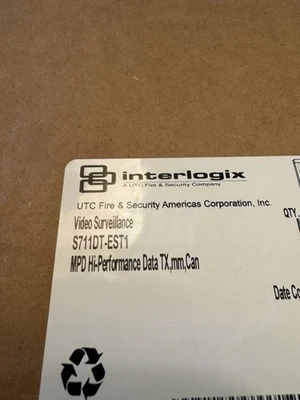 interlogix
A UTC Fire & Security Company
UTC Fire & Security Americas Corporation, Inc.
QTY
Video Surveillance
S711DT-EST1
MPD Hi-Performance Data TX,mm,Can
Date Co